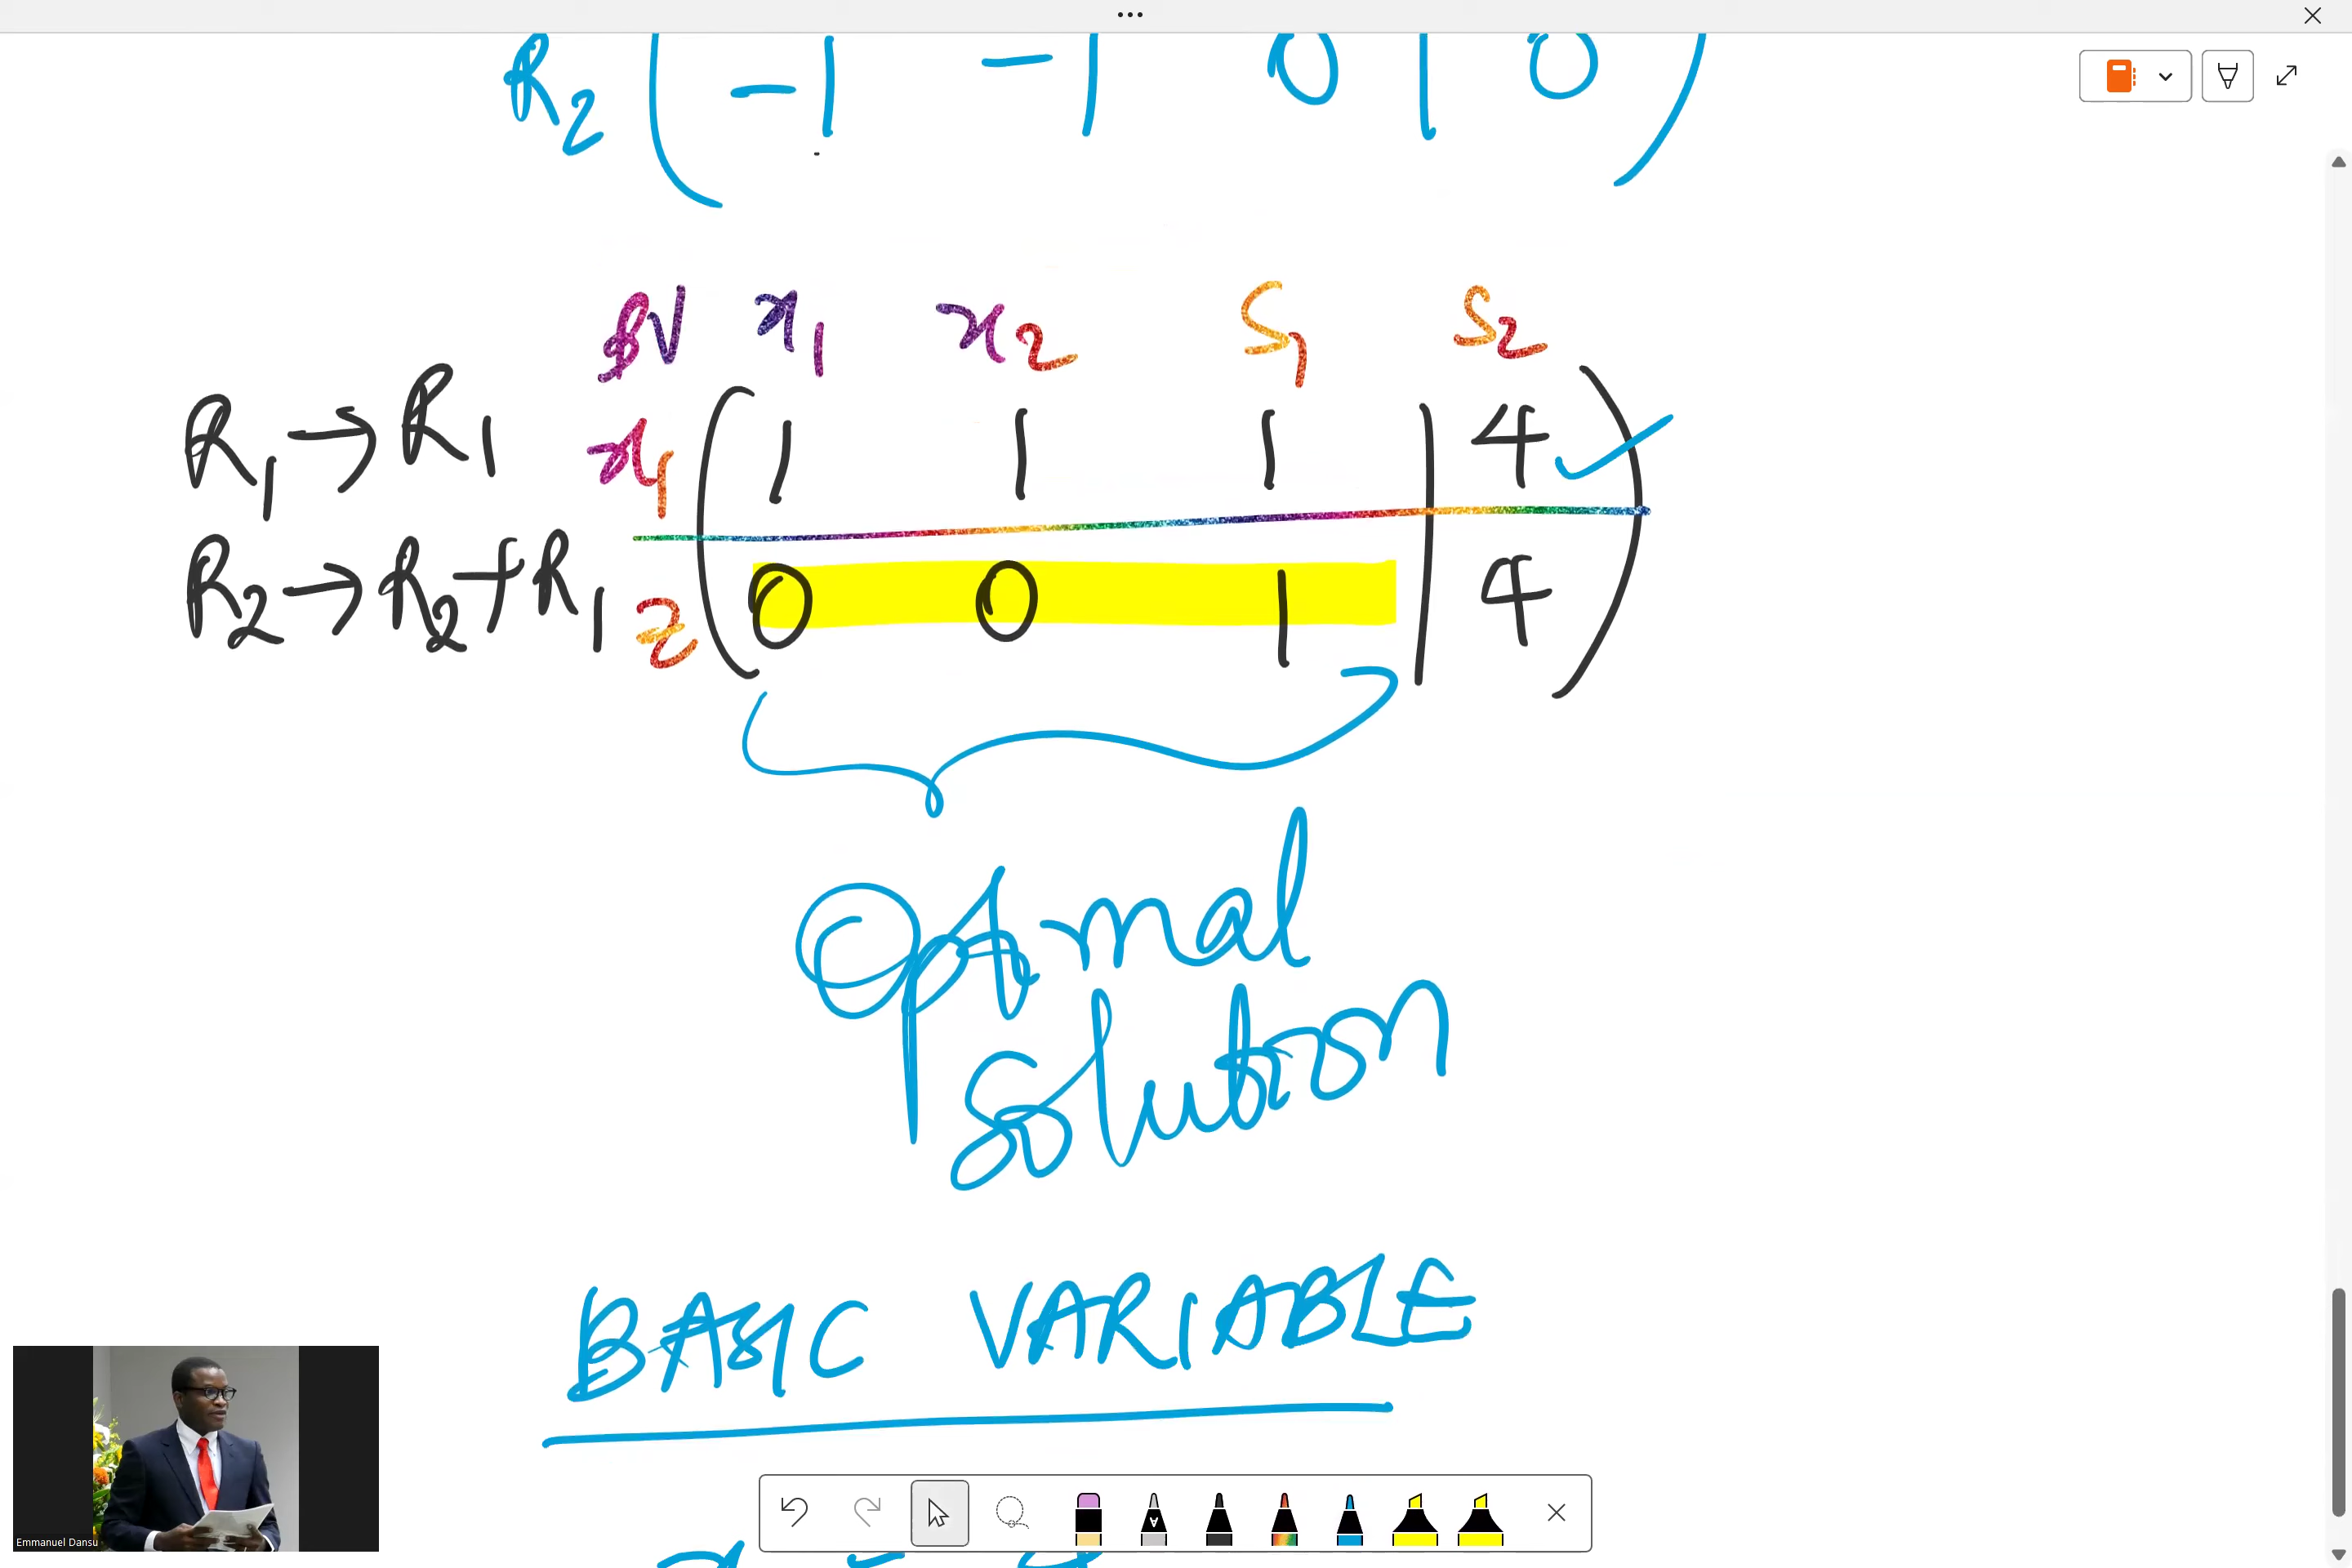 R2 ( -1 -1 0 | 0 )
BV x1 x2 S1 S2
R1 → R1 x1 ( 1 1 1 | 4 ✓ )
R2 → R2 + R1 z ( 0 0 1 | 4 )
Optimal
Solution
BASIC VARIABLE
Emmanuel Dansu